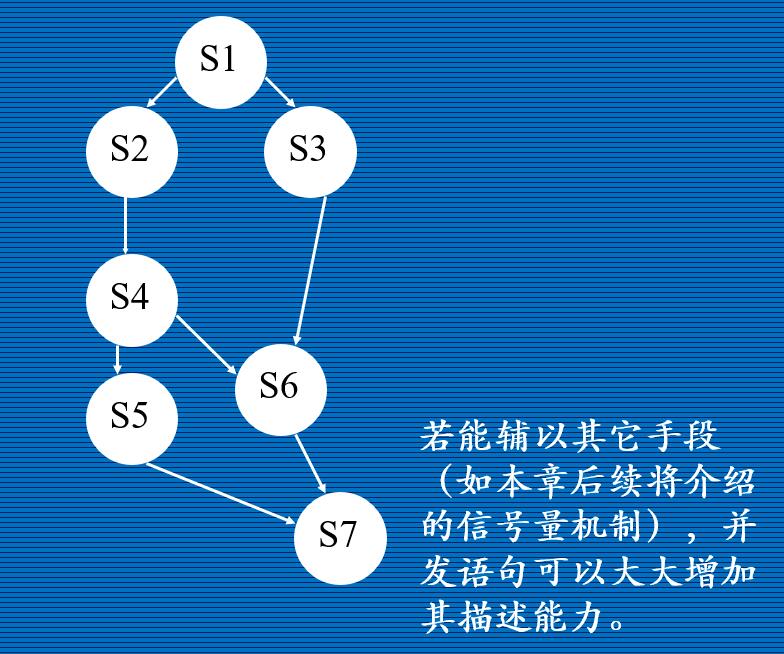 S1
S2
S3
S4
S5
S6
S7
若能辅以其它手段
（如本章后续将介绍
的信号量机制），并
发语句可以大大增加
其描述能力。